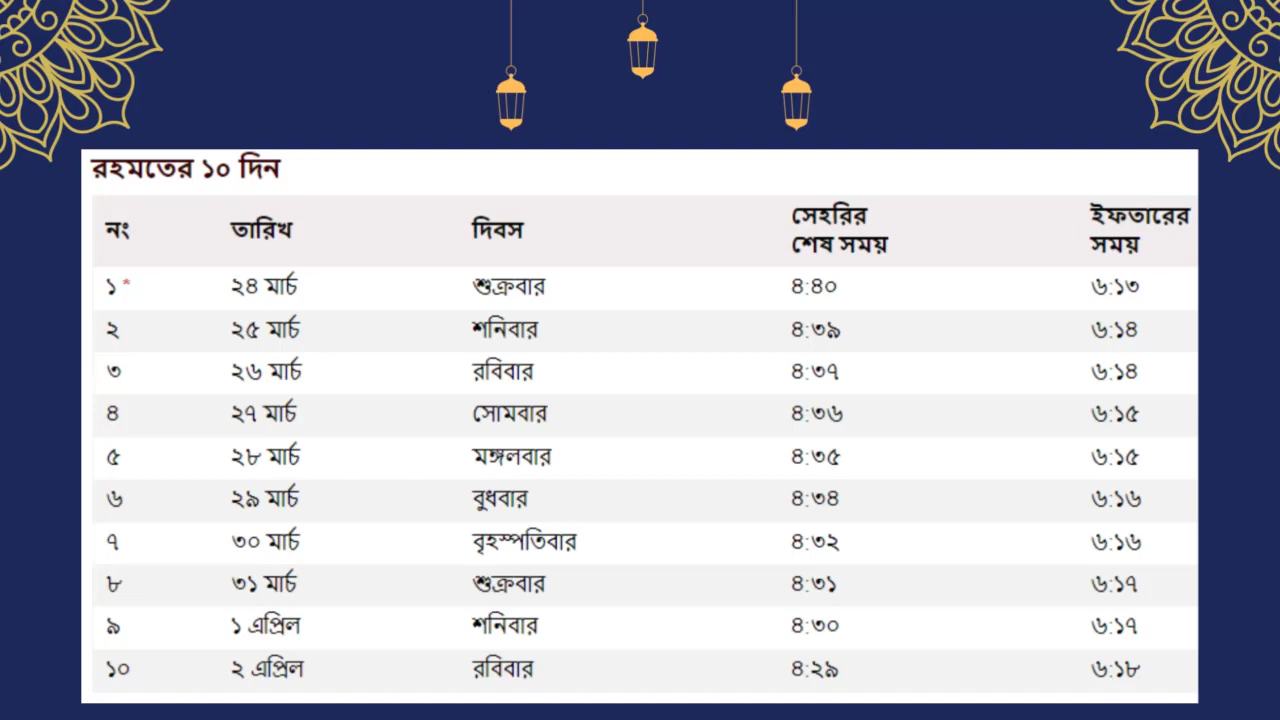 রহমতের ১০ দিন
নং তারিখ দিবস সেহরির শেষ সময় ইফতারের সময়
১* ২৪ মার্চ শুক্রবার ৪:৪০ ৬:১৩
২ ২৫ মার্চ শনিবার ৪:৩৯ ৬:১৪
৩ ২৬ মার্চ রবিবার ৪:৩৭ ৬:১৪
৪ ২৭ মার্চ সোমবার ৪:৩৬ ৬:১৫
৫ ২৮ মার্চ মঙ্গলবার ৪:৩৫ ৬:১৫
৬ ২৯ মার্চ বুধবার ৪:৩৪ ৬:১৬
৭ ৩০ মার্চ বৃহস্পতিবার ৪:৩২ ৬:১৬
৮ ৩১ মার্চ শুক্রবার ৪:৩১ ৬:১৭
৯ ১ এপ্রিল শনিবার ৪:৩০ ৬:১৭
১০ ২ এপ্রিল রবিবার ৪:২৯ ৬:১৮